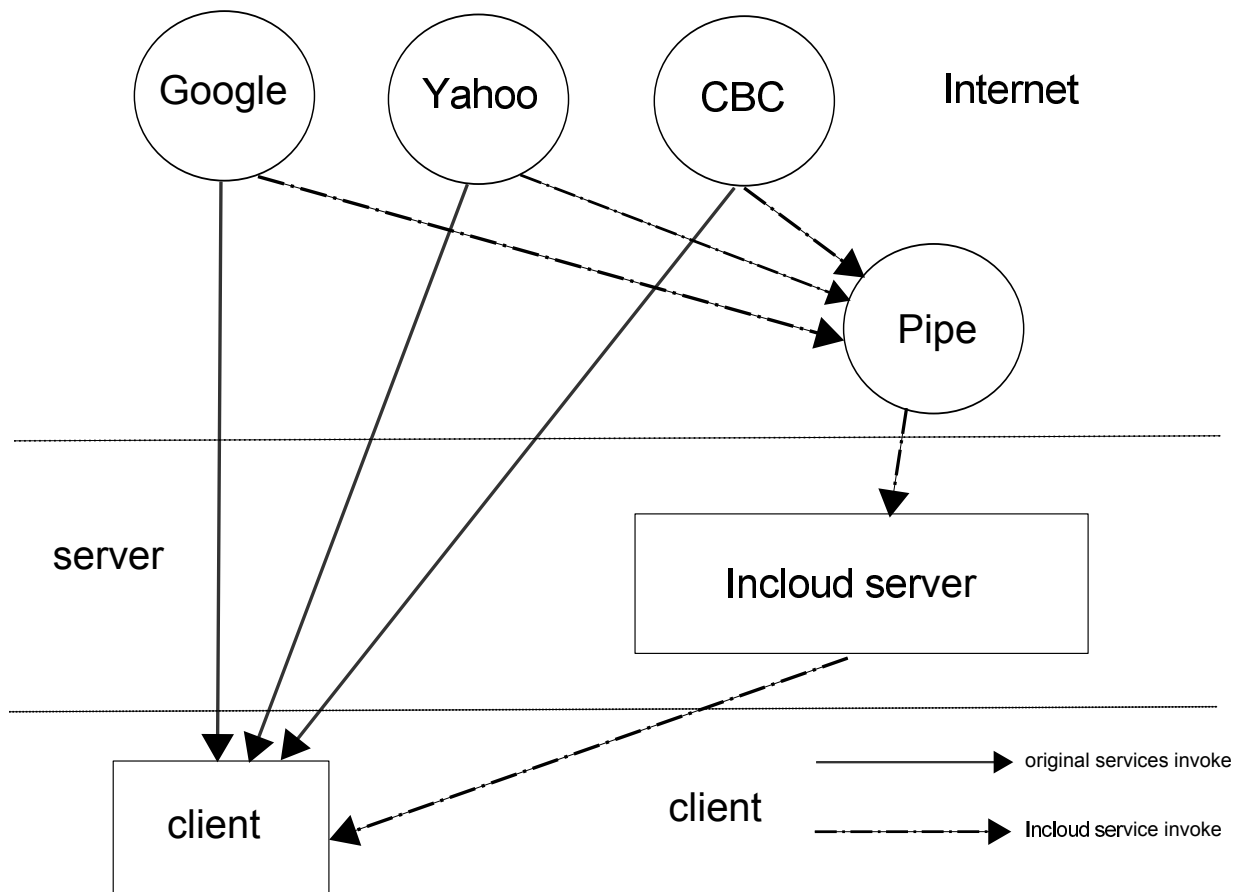 Google
Yahoo
CBC
Internet
Pipe
server
Incloud server
client
client
original services invoke
Incloud service invoke